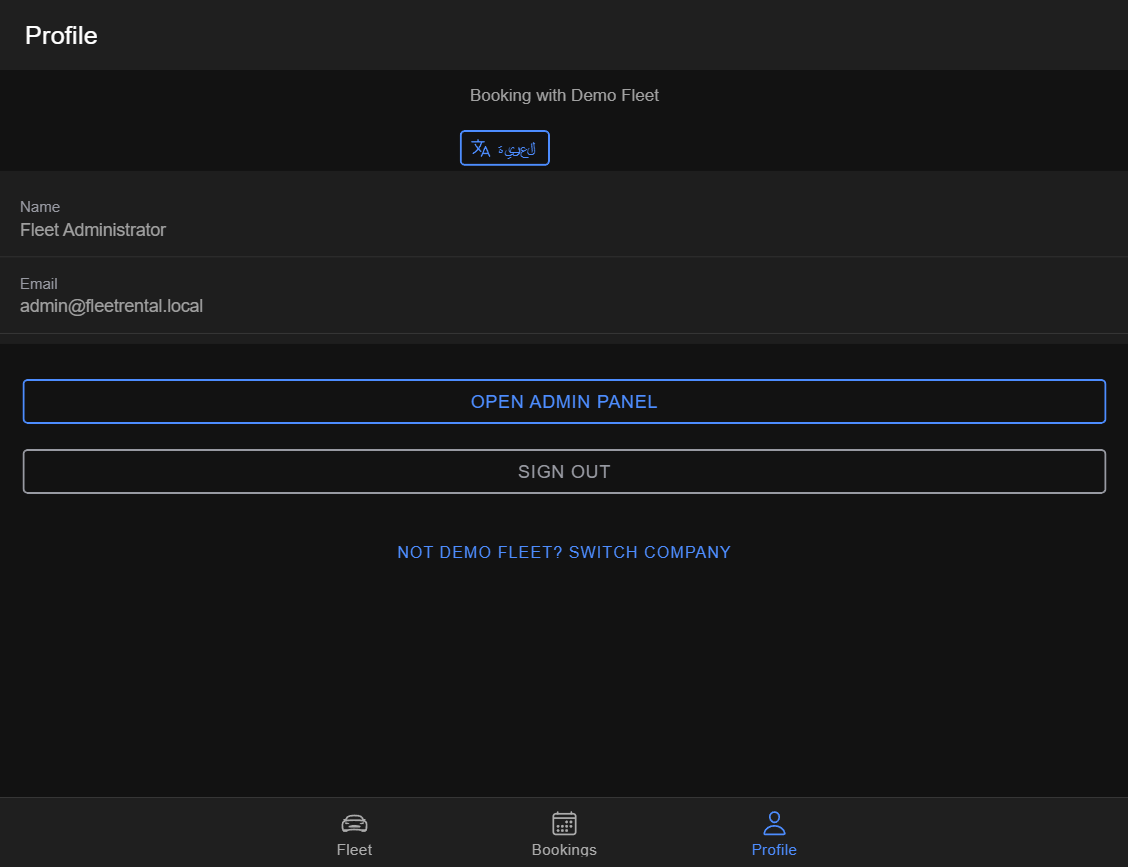 Profile
Booking with Demo Fleet
العربية
Name
Fleet Administrator
Email
admin@fleetrental.local
OPEN ADMIN PANEL
SIGN OUT
NOT DEMO FLEET? SWITCH COMPANY
Fleet
Bookings
Profile